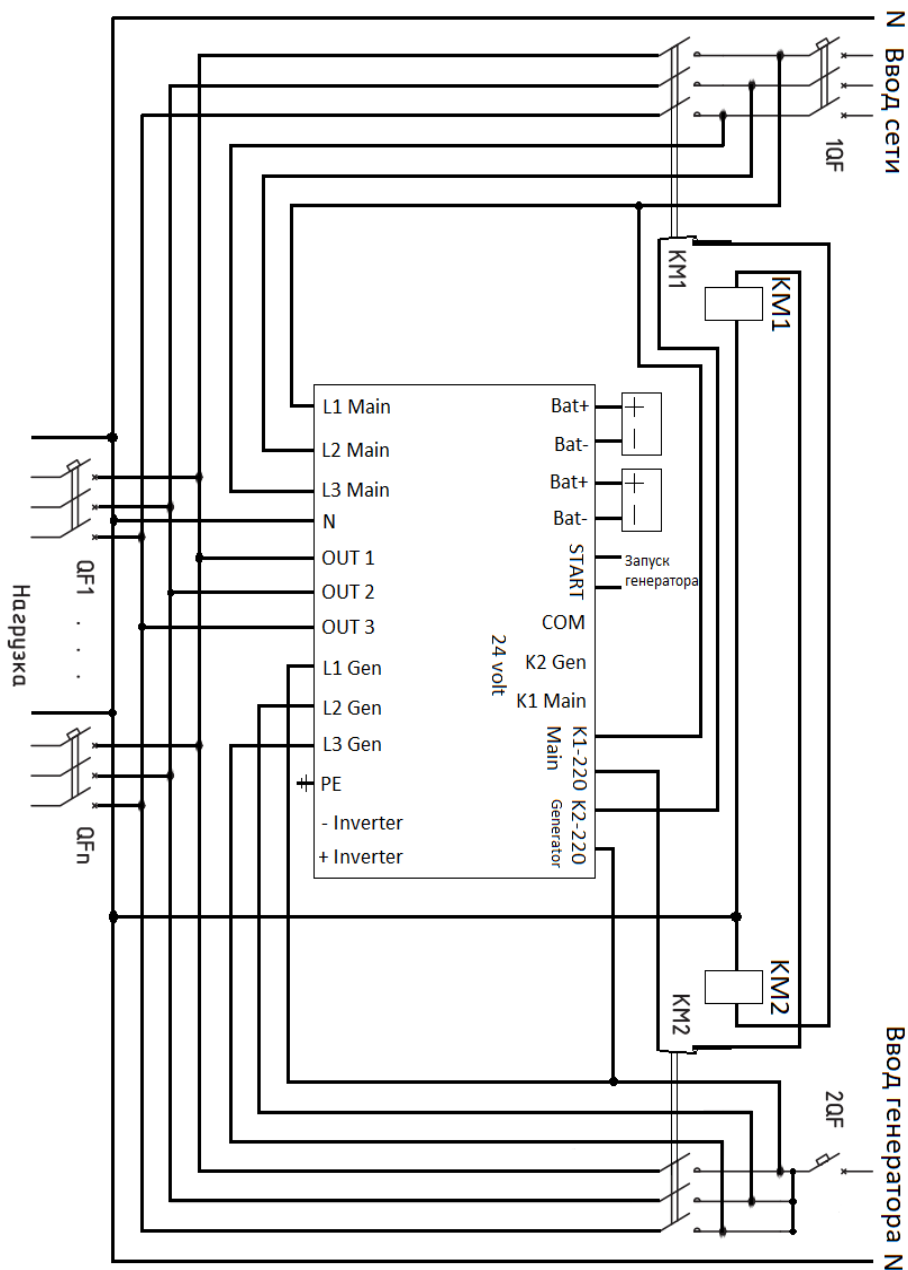 N
Ввод сети
1QF
KM1
KM1
L1 Main
L2 Main
L3 Main
N
OUT 1
OUT 2
OUT 3
L1 Gen
L2 Gen
L3 Gen
PE
- Inverter
+ Inverter
24 volt
Bat+
Bat-
Bat+
Bat-
START
COM
K2 Gen
K1 Main
K1-220
Main
K2-220
Generator
+
-
+
-
Запуск
генератора
QF1
. . .
QFn
Нагрузка
KM2
KM2
2QF
Ввод генератора
N